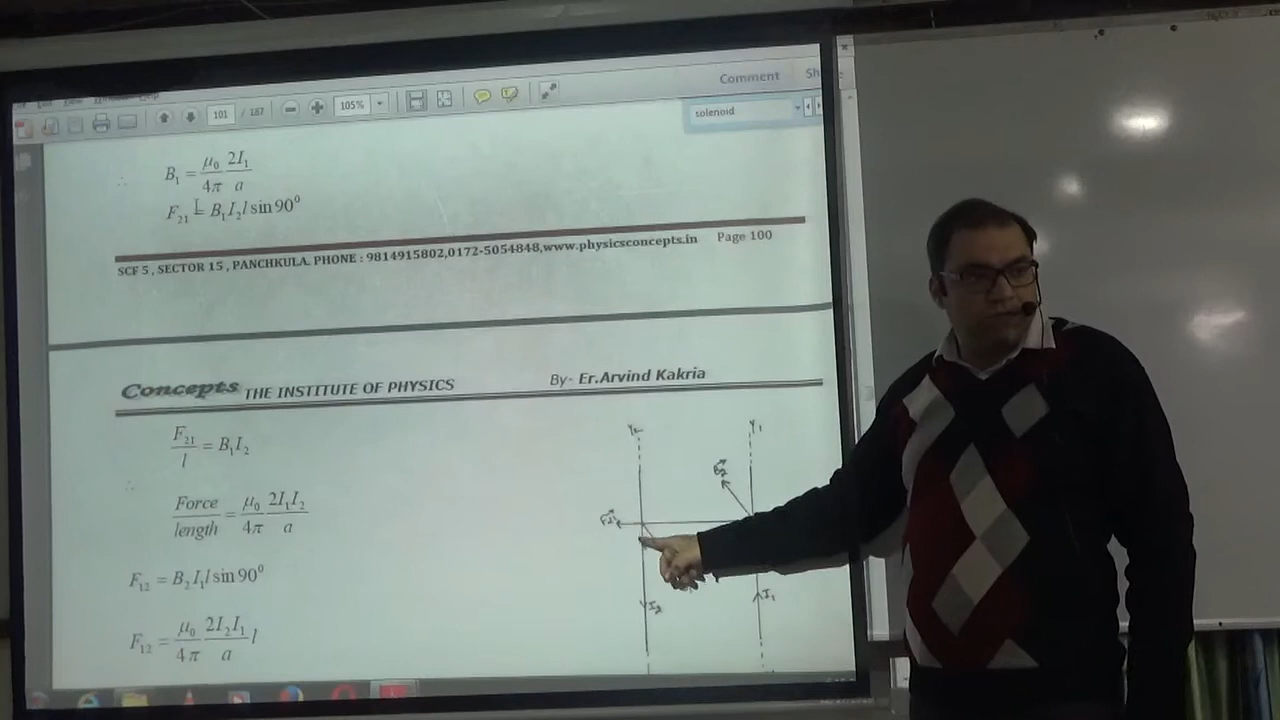 Comment
101 / 187
105%
solenoid
∴ B₁ = μ₀/4π 2I₁/a
F₂₁ = B₁I₂l sin 90⁰
SCF 5 , SECTOR 15 , PANCHKULA. PHONE : 9814915802,0172-5054848,www.physicsconcepts.in Page 100
Concepts THE INSTITUTE OF PHYSICS By- Er.Arvind Kakria
F₂₁/l = B₁I₂
∴
Force/length = μ₀/4π 2I₁I₂/a
F₁₂ = B₂I₁l sin 90⁰
F₁₂ = μ₀/4π 2I₂I₁/a l
Y₂ Y₁
B₂
F₂₁
I₂ I₁